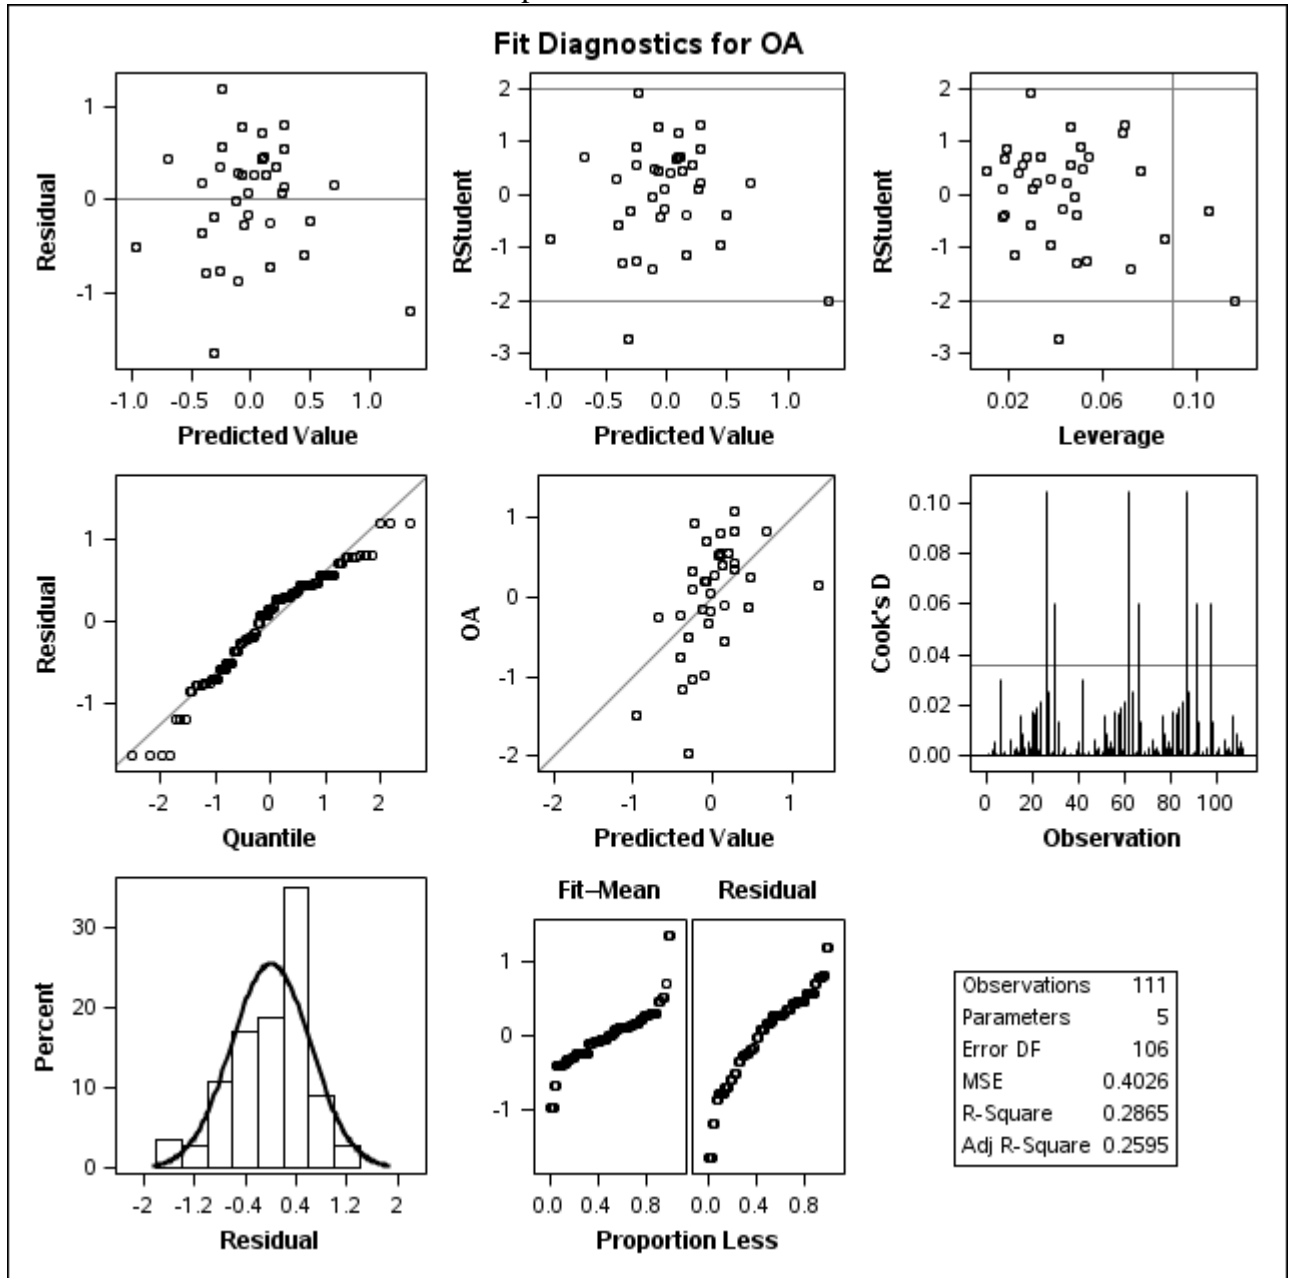 Fit Diagnostics for OA
Residual
1
0
-1
-1.0 -0.5 0.0 0.5 1.0
Predicted Value
RStudent
2
1
0
-1
-2
-3
-1.0 -0.5 0.0 0.5 1.0
Predicted Value
RStudent
2
1
0
-1
-2
-3
0.02 0.06 0.10
Leverage
Residual
1
0
-1
-2 -1 0 1 2
Quantile
OA
1
0
-1
-2
-2 -1 0 1
Predicted Value
Cook's D
0.10
0.08
0.06
0.04
0.02
0.00
0 20 40 60 80 100
Observation
Percent
30
20
10
0
-2 -1.2 -0.4 0.4 1.2 2
Residual
Fit–Mean Residual
1
0
-1
0.0 0.4 0.8 0.0 0.4 0.8
Proportion Less
Observations 111
Parameters 5
Error DF 106
MSE 0.4026
R-Square 0.2865
Adj R-Square 0.2595